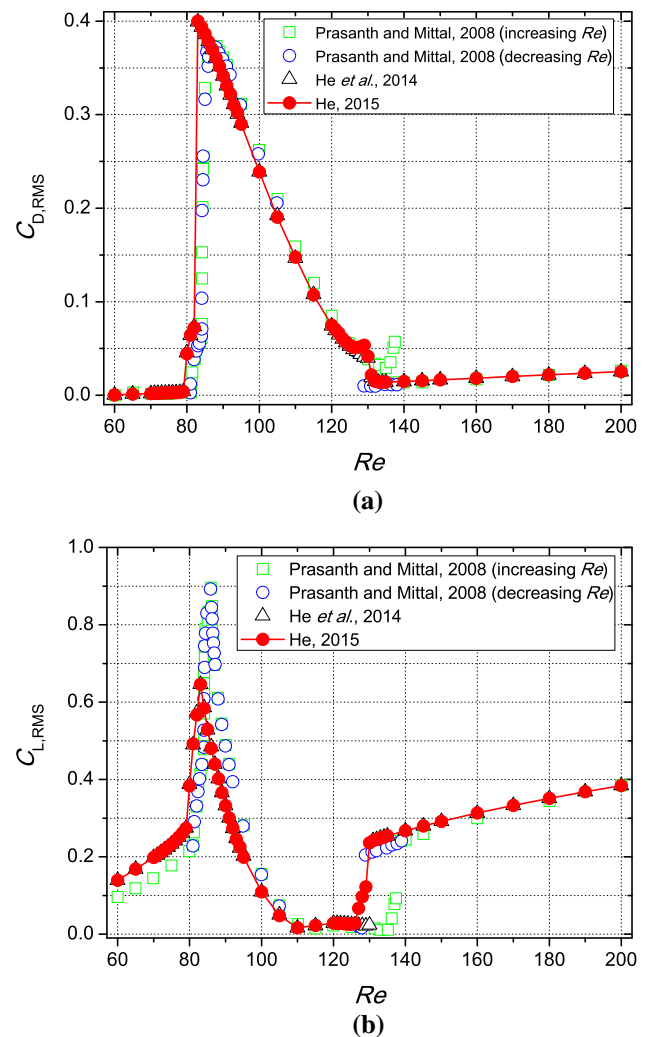 0.4
0.3
0.2
0.1
0.0
C_D,RMS
Prasanth and Mittal, 2008 (increasing Re)
Prasanth and Mittal, 2008 (decreasing Re)
He et al., 2014
He, 2015
60 80 100 120 140 160 180 200
Re
(a)
1.0
0.8
0.6
0.4
0.2
0.0
C_L,RMS
Prasanth and Mittal, 2008 (increasing Re)
Prasanth and Mittal, 2008 (decreasing Re)
He et al., 2014
He, 2015
60 80 100 120 140 160 180 200
Re
(b)